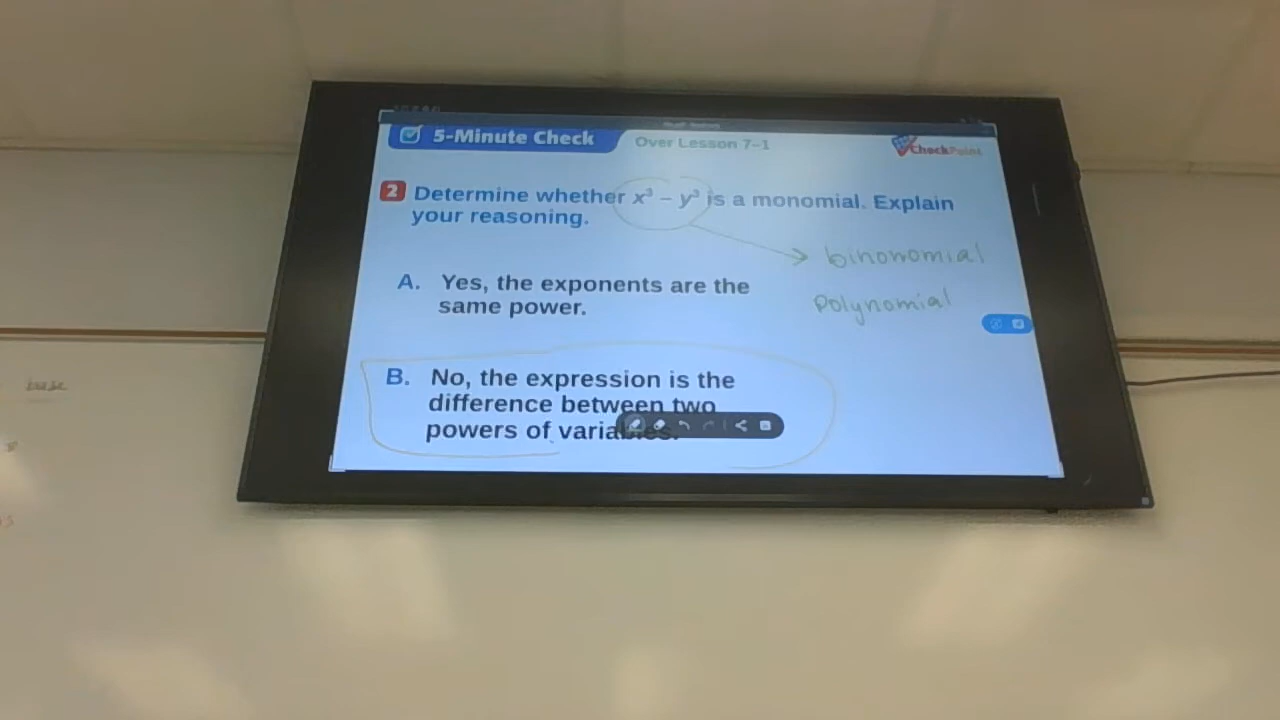 5-Minute Check
Over Lesson 7-1
CheckPoint
2 Determine whether x³ – y³ is a monomial. Explain
your reasoning.
binonomial
Polynomial
A. Yes, the exponents are the
same power.
B. No, the expression is the
difference between two
powers of variables.